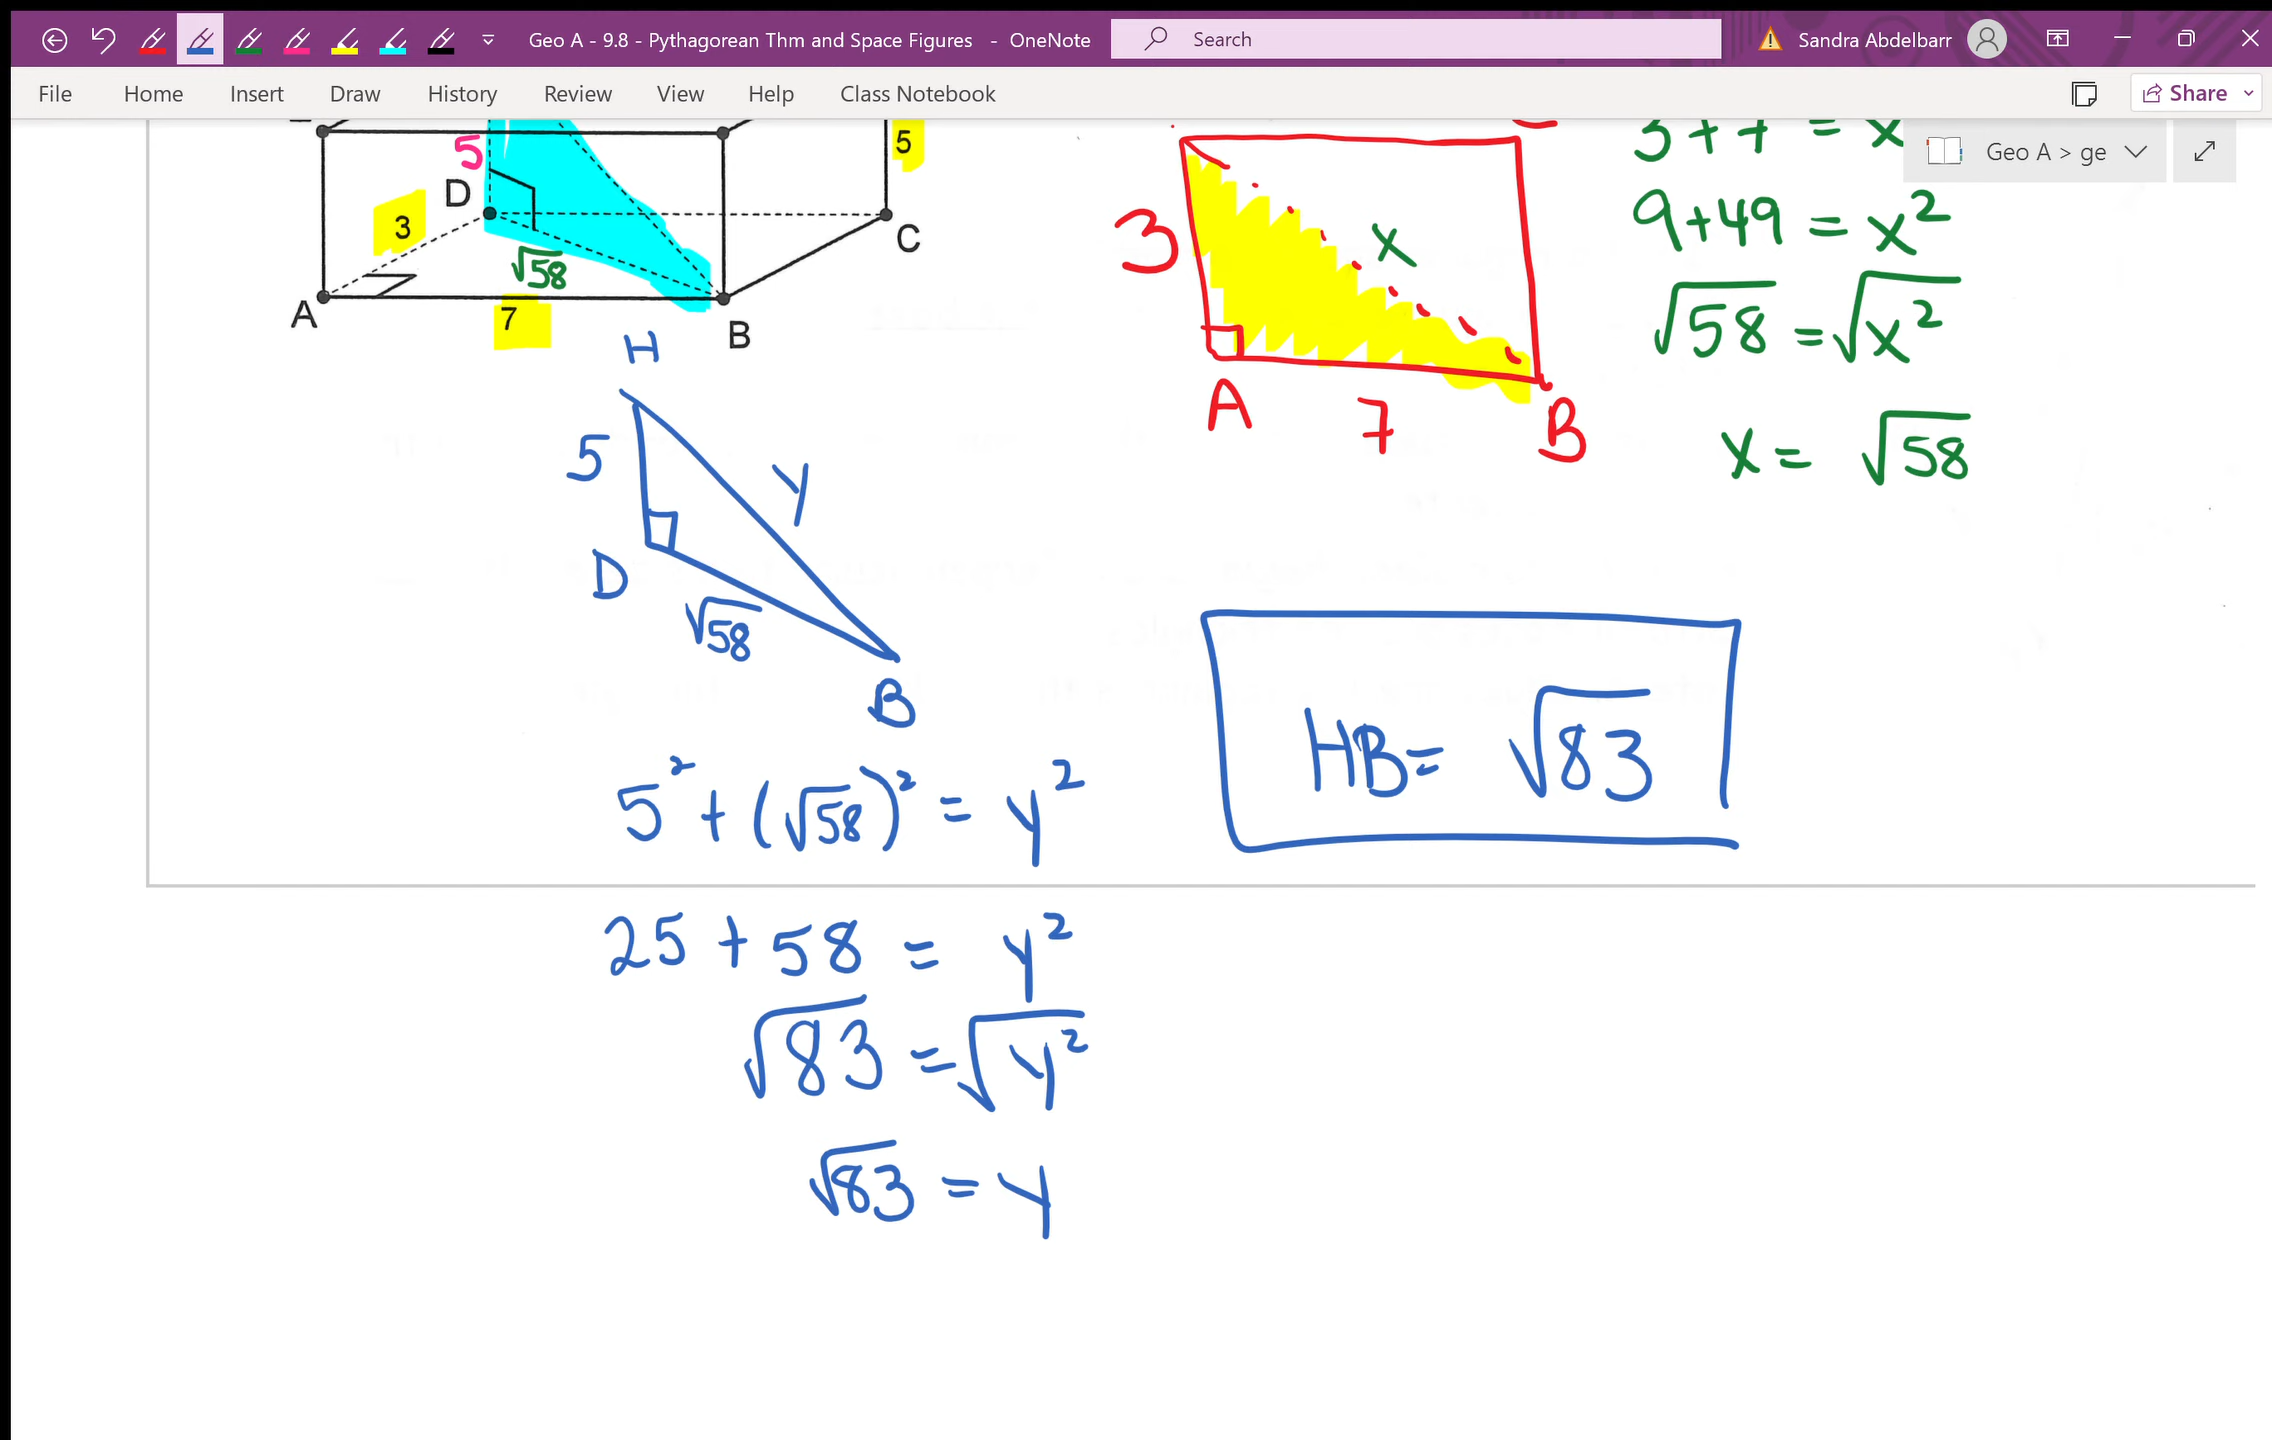 Geo A - 9.8 - Pythagorean Thm and Space Figures - OneNote
Search
Sandra Abdelbarr
File Home Insert Draw History Review View Help Class Notebook
Share
Geo A > ge
5
5
D
3
C
√58
A
7
B
3
x
A
7
B
9+49 = x²
√58 = √x²
x = √58
H
5
y
D
√58
B
5² + (√58)² = y²
25 + 58 = y²
√83 = √y²
√83 = y
HB = √83